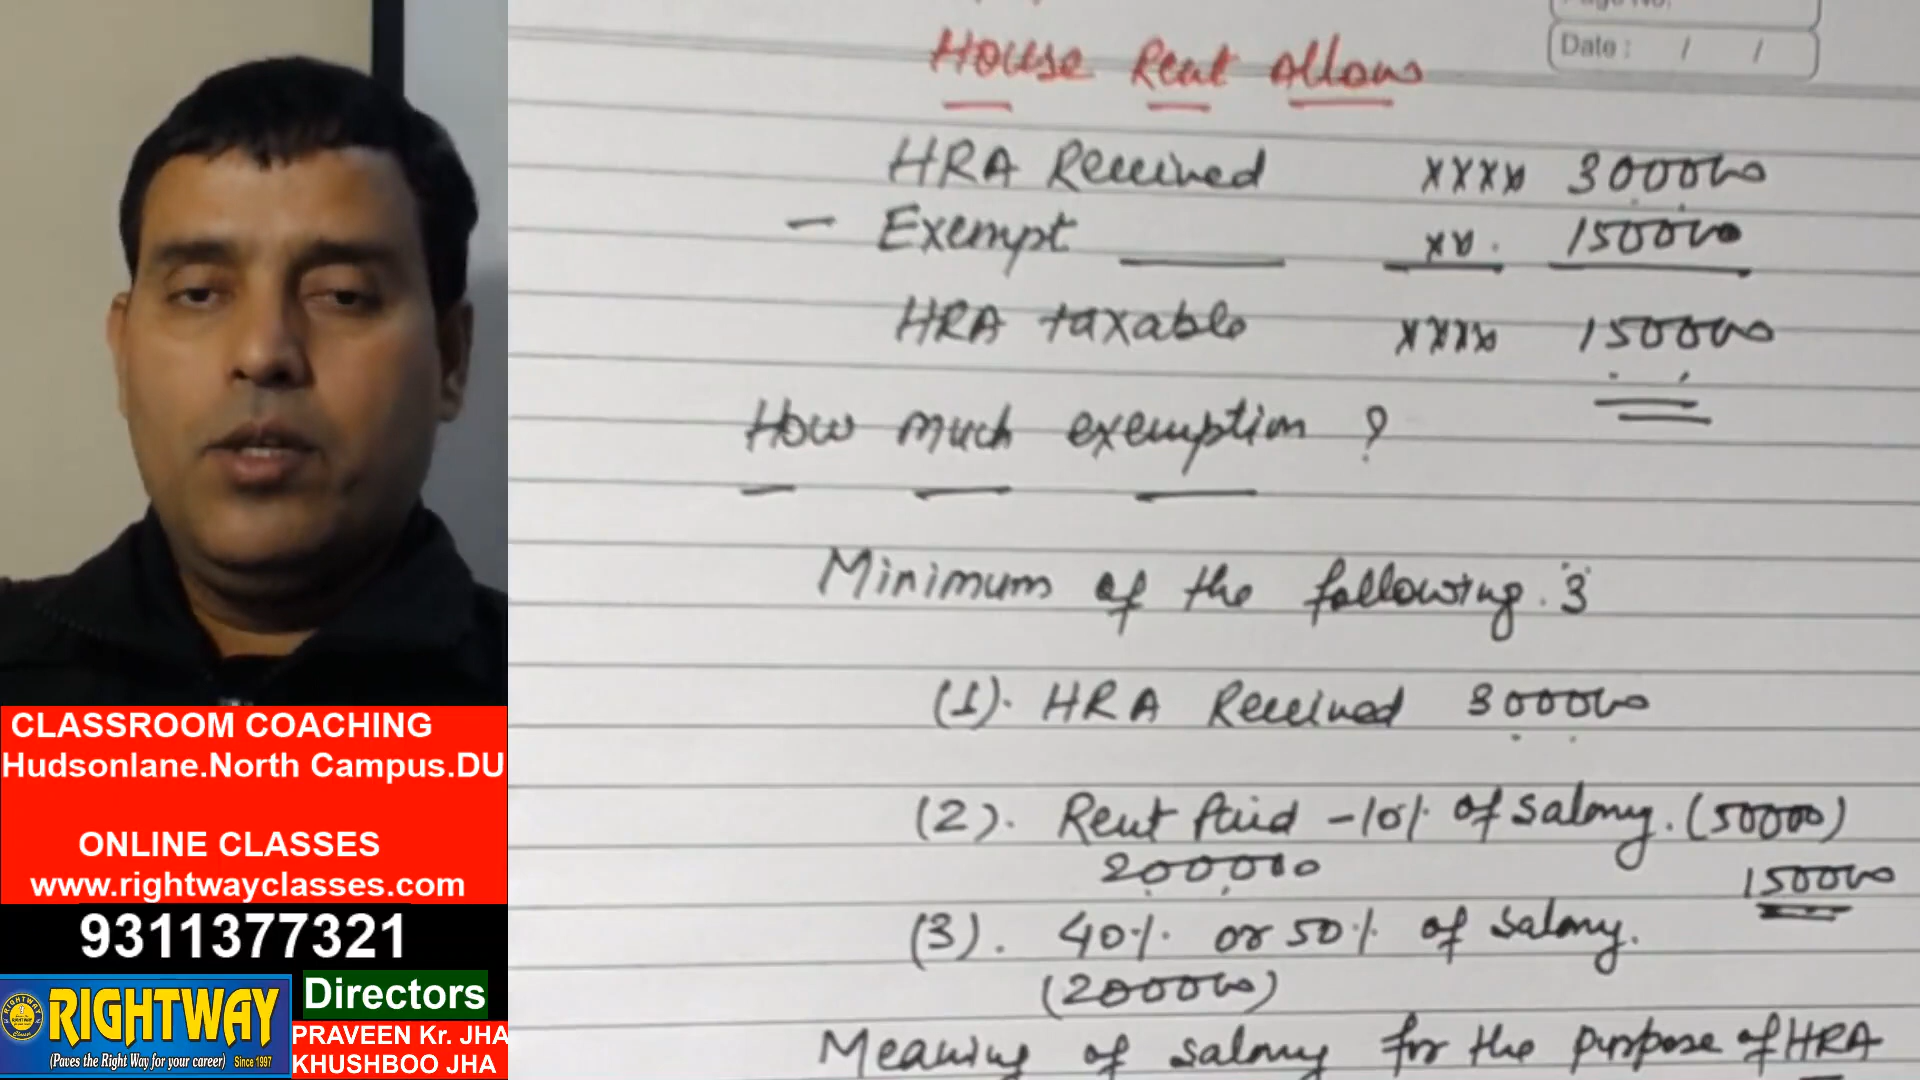 House Rent Allow
Date : / /
HRA Received xxxx 300000
- Exempt xx. 150000
HRA taxable xxxx 150000
How much exemption ?
Minimum of the following 3
(1). HRA Received 300000
(2). Rent Paid -10% of Salary. (50000)
200000 150000
(3). 40% or 50% of Salary.
(200000)
Meaning of Salary for the purpose of HRA
CLASSROOM COACHING
Hudsonlane.North Campus.DU
ONLINE CLASSES
www.rightwayclasses.com
9311377321
RIGHTWAY
(Paves the Right Way for your career) Since 1997
Directors
PRAVEEN Kr. JHA
KHUSHBOO JHA